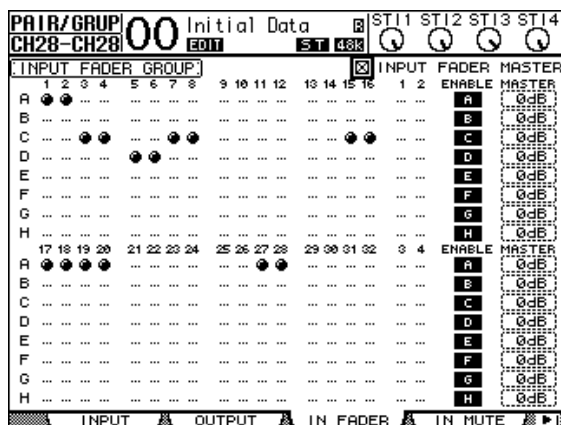 PAIR/GRUP 00 Initial Data R STI1 STI2 STI3 STI4
CH28-CH28 EDIT ST 48K
INPUT FADER GROUP INPUT FADER MASTER
1 2 3 4 5 6 7 8 9 10 11 12 13 14 15 16 1 2 ENABLE MASTER
A A 0dB
B B 0dB
C C 0dB
D D 0dB
E E 0dB
F F 0dB
G G 0dB
H H 0dB
17 18 19 20 21 22 23 24 25 26 27 28 29 30 31 32 3 4 ENABLE MASTER
A A 0dB
B B 0dB
C C 0dB
D D 0dB
E E 0dB
F F 0dB
G G 0dB
H H 0dB
INPUT OUTPUT IN FADER IN MUTE